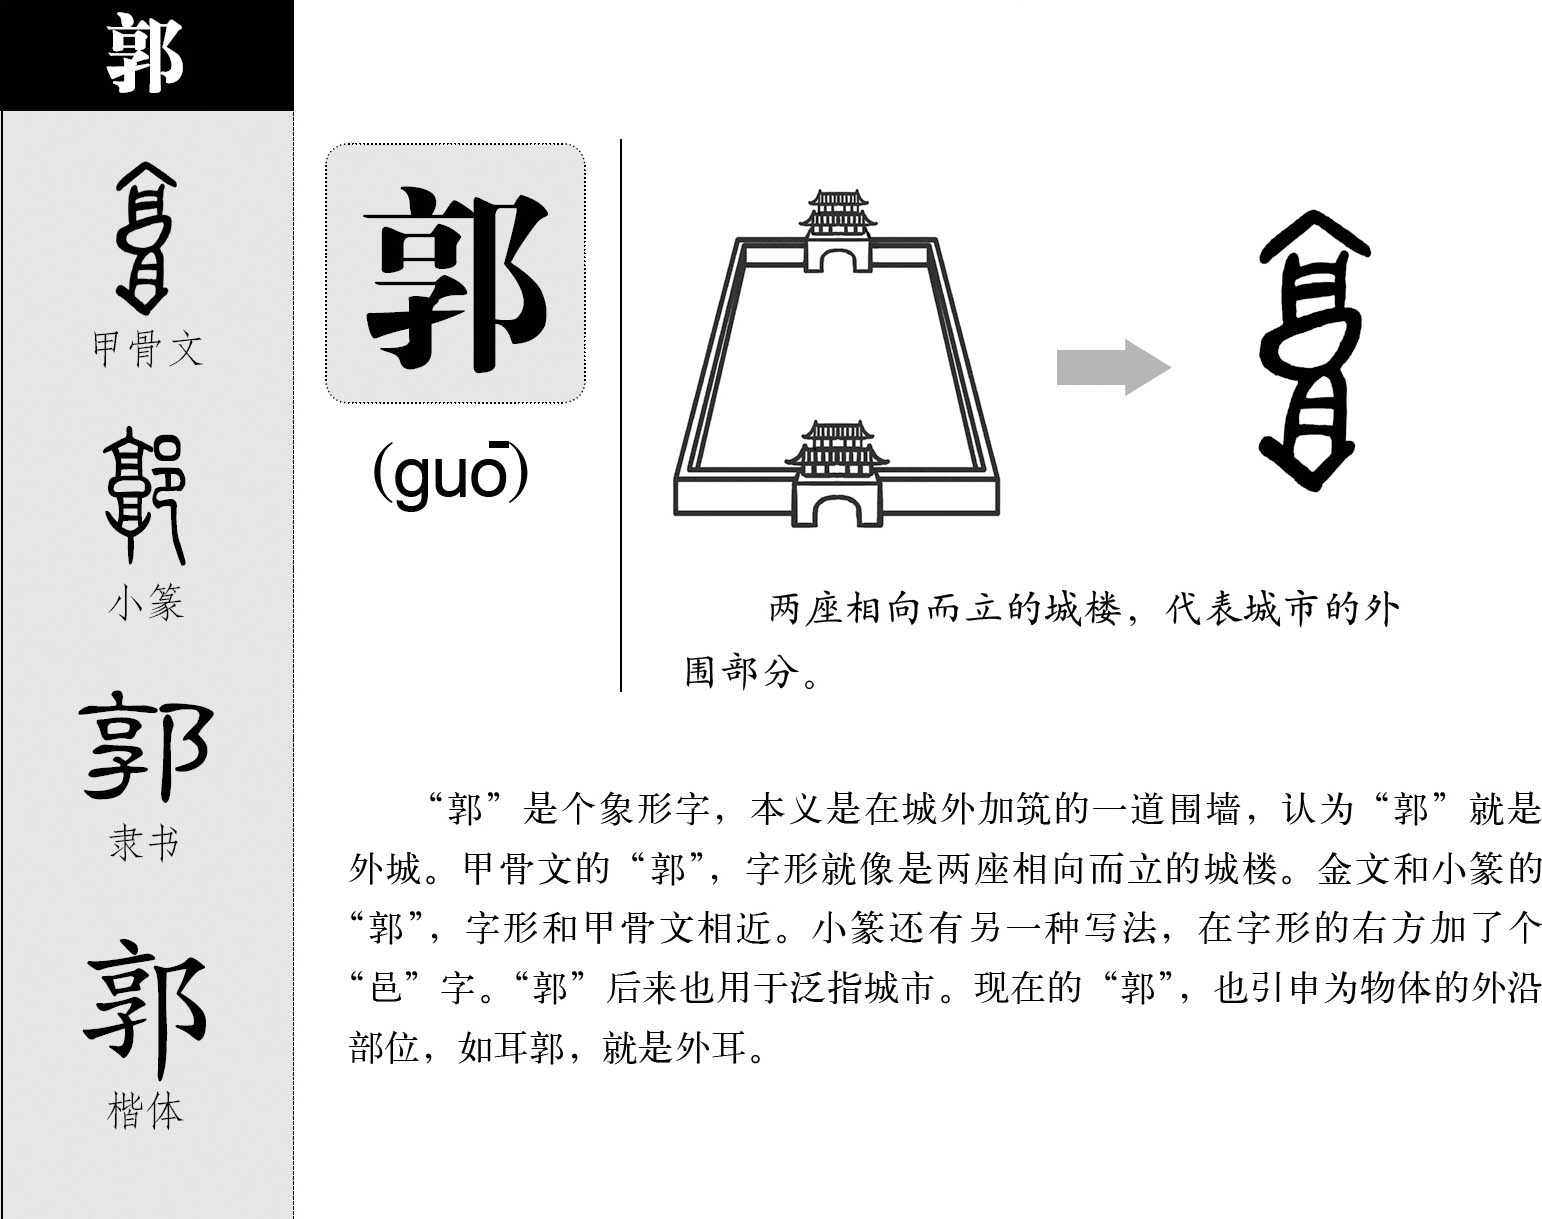 郭
甲骨文
小篆
郭
隶书
郭
楷体
郭
(guō)
两座相向而立的城楼，代表城市的外
围部分。
“郭”是个象形字，本义是在城外加筑的一道围墙，认为“郭”就是
外城。甲骨文的“郭”，字形就像是两座相向而立的城楼。金文和小篆的
“郭”，字形和甲骨文相近。小篆还有另一种写法，在字形的右方加了个
“邑”字。“郭”后来也用于泛指城市。现在的“郭”，也引申为物体的外沿
部位，如耳郭，就是外耳。